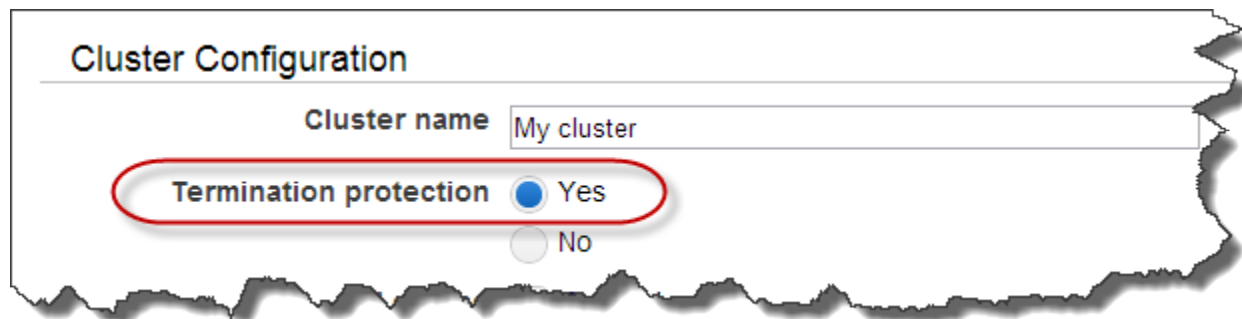 Cluster Configuration
Cluster name My cluster
Termination protection Yes
No